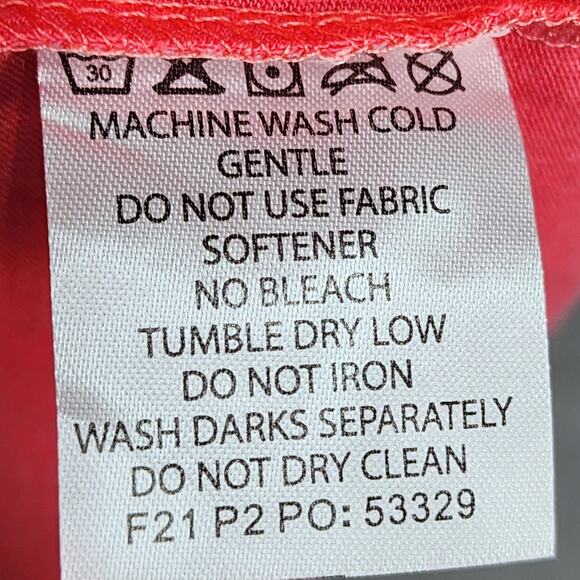 30
MACHINE WASH COLD
GENTLE
DO NOT USE FABRIC
SOFTENER
NO BLEACH
TUMBLE DRY LOW
DO NOT IRON
WASH DARKS SEPARATELY
DO NOT DRY CLEAN
F21 P2 PO: 53329